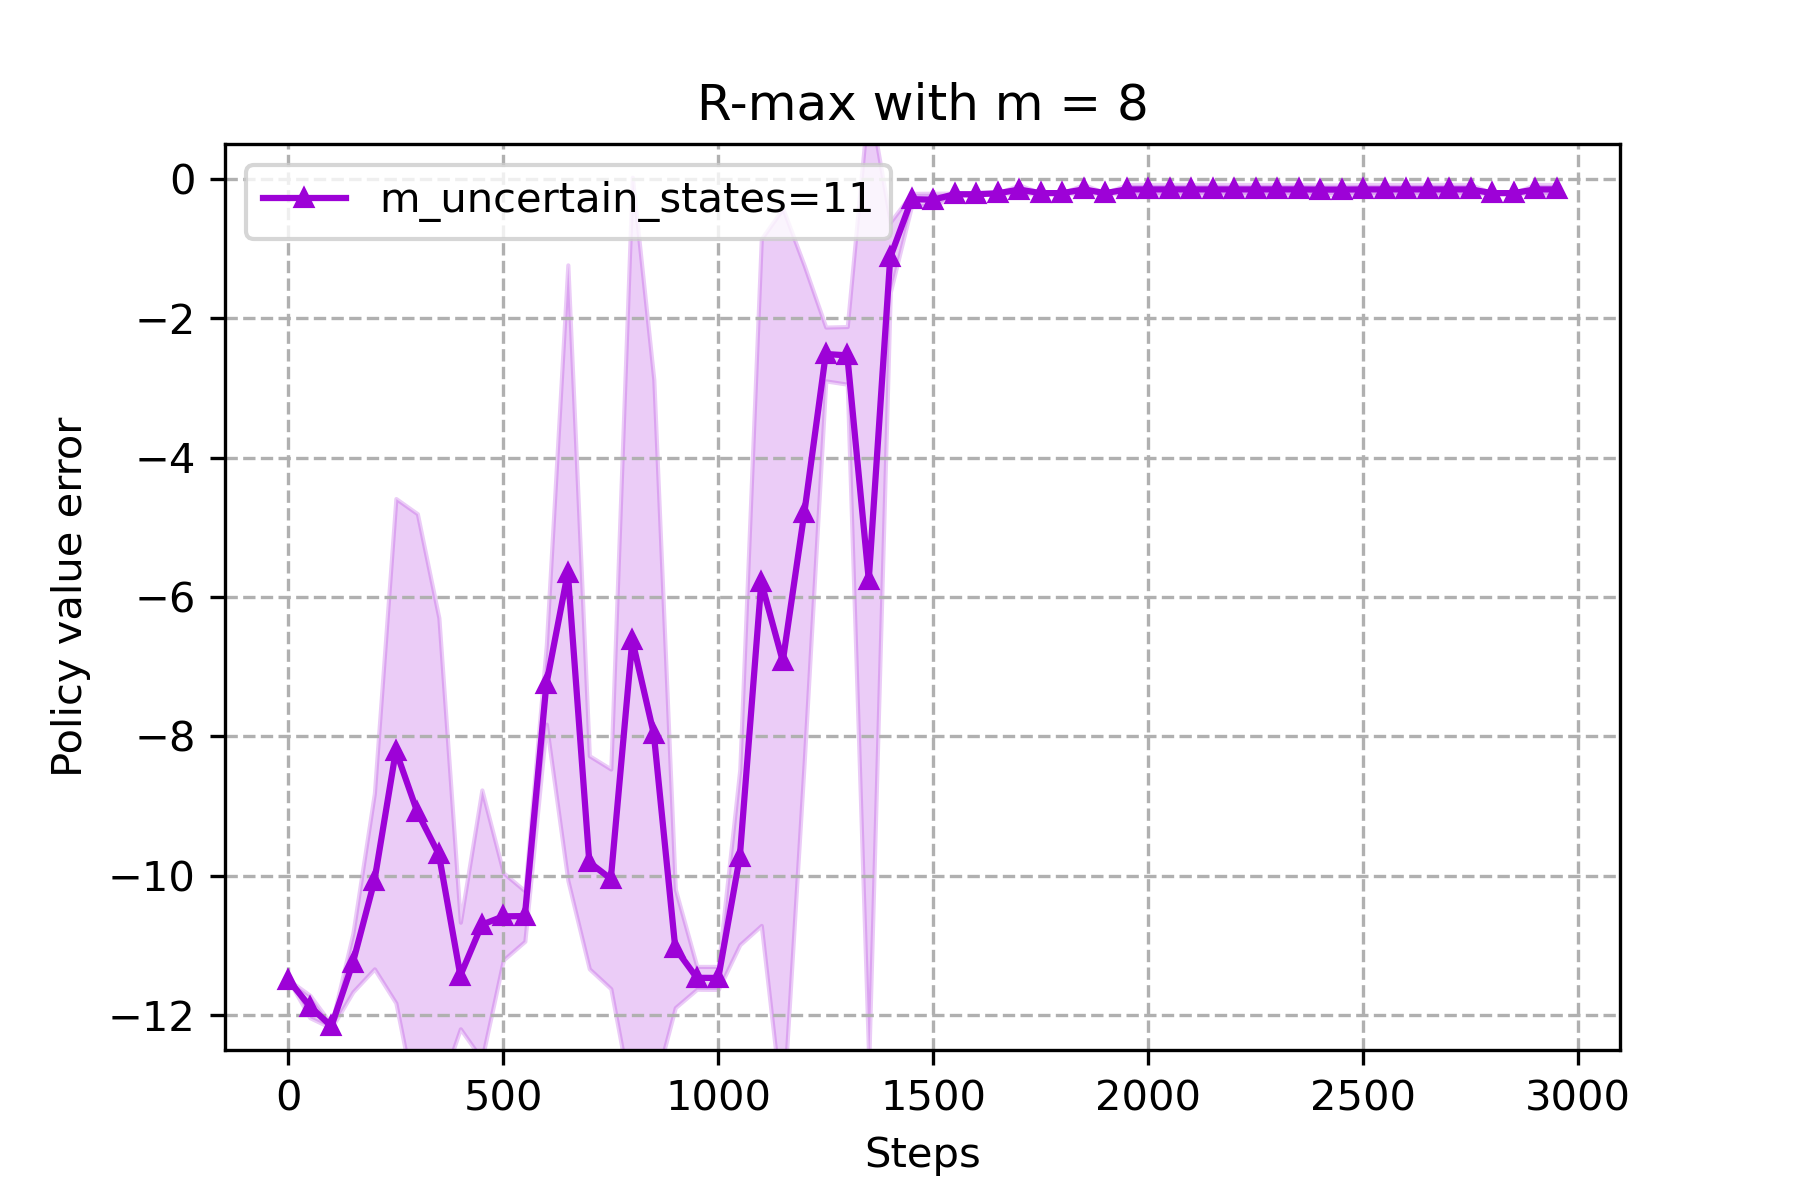 R-max with m = 8
m_uncertain_states=11
Policy value error
0
−2
−4
−6
−8
−10
−12
0 500 1000 1500 2000 2500 3000
Steps